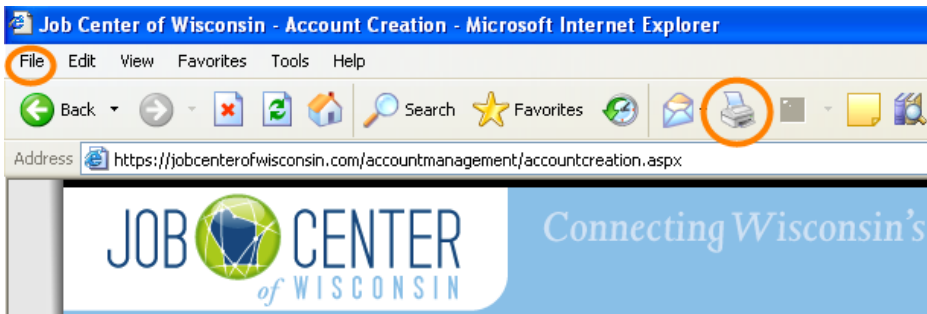 Job Center of Wisconsin - Account Creation - Microsoft Internet Explorer
File Edit View Favorites Tools Help
Back Search Favorites
Address https://jobcenterofwisconsin.com/accountmanagement/accountcreation.aspx
JOB CENTER Connecting Wisconsin's
of WISCONSIN